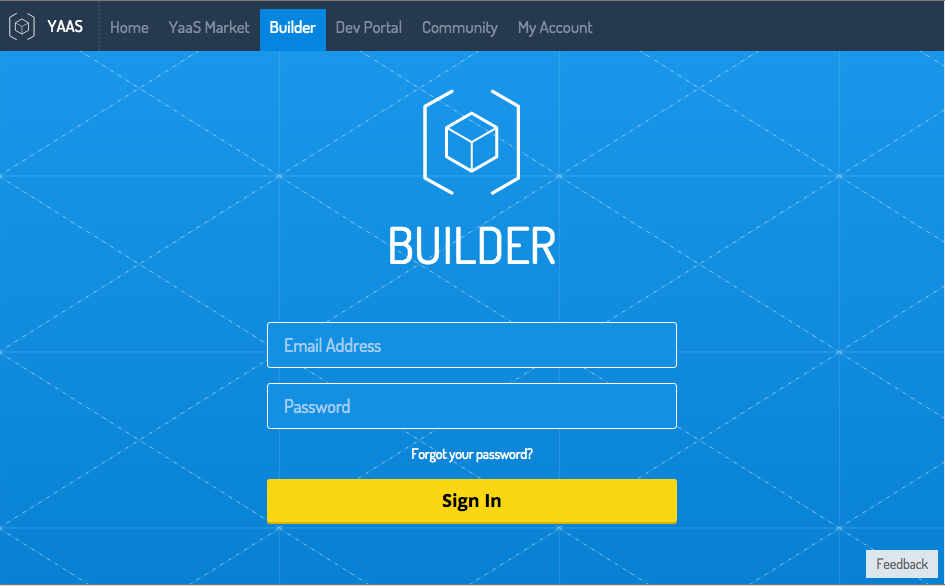 YAAS Home YaaS Market Builder Dev Portal Community My Account
BUILDER
Email Address
Password
Forgot your password?
Sign In
Feedback